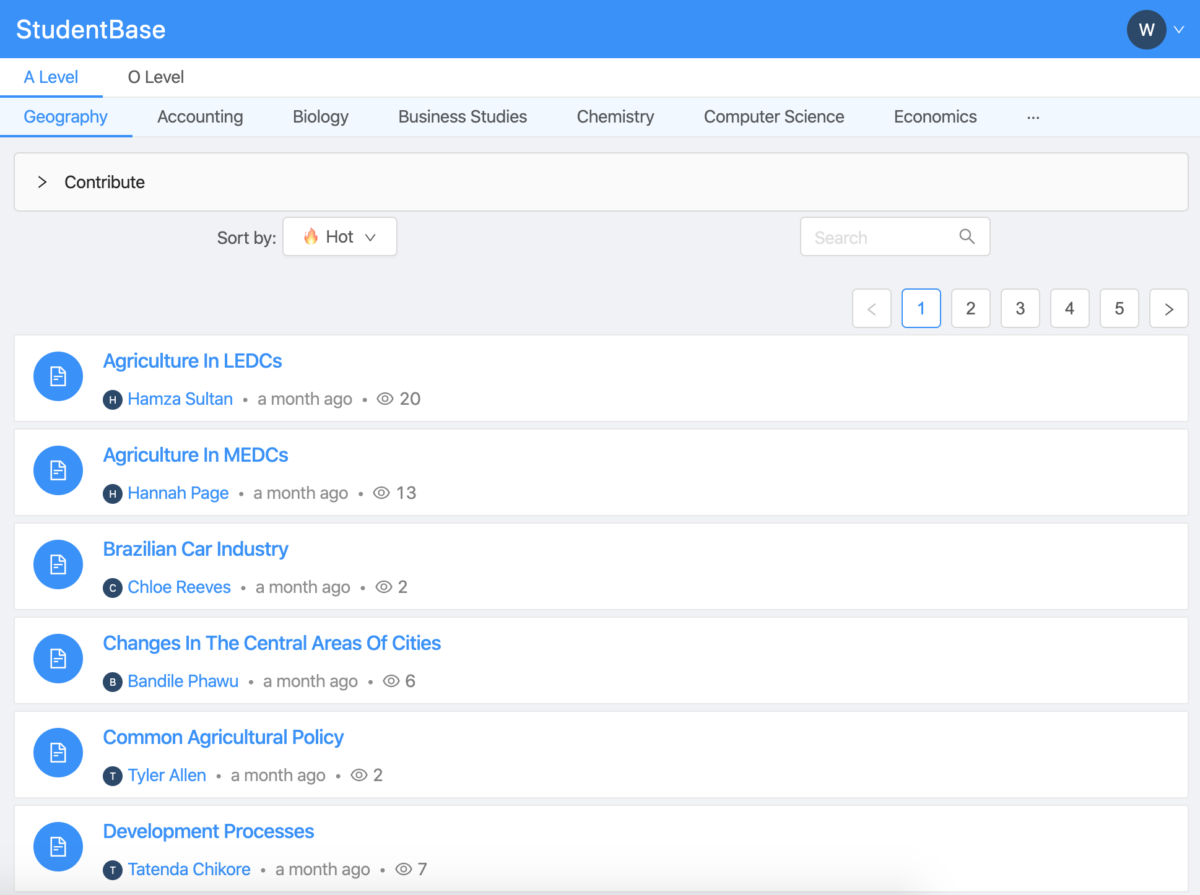 StudentBase W
A Level O Level
Geography Accounting Biology Business Studies Chemistry Computer Science Economics ...
Contribute
Sort by: 🔥 Hot Search
< 1 2 3 4 5 >
Agriculture In LEDCs
H Hamza Sultan • a month ago • 20
Agriculture In MEDCs
H Hannah Page • a month ago • 13
Brazilian Car Industry
C Chloe Reeves • a month ago • 2
Changes In The Central Areas Of Cities
B Bandile Phawu • a month ago • 6
Common Agricultural Policy
T Tyler Allen • a month ago • 2
Development Processes
T Tatenda Chikore • a month ago • 7